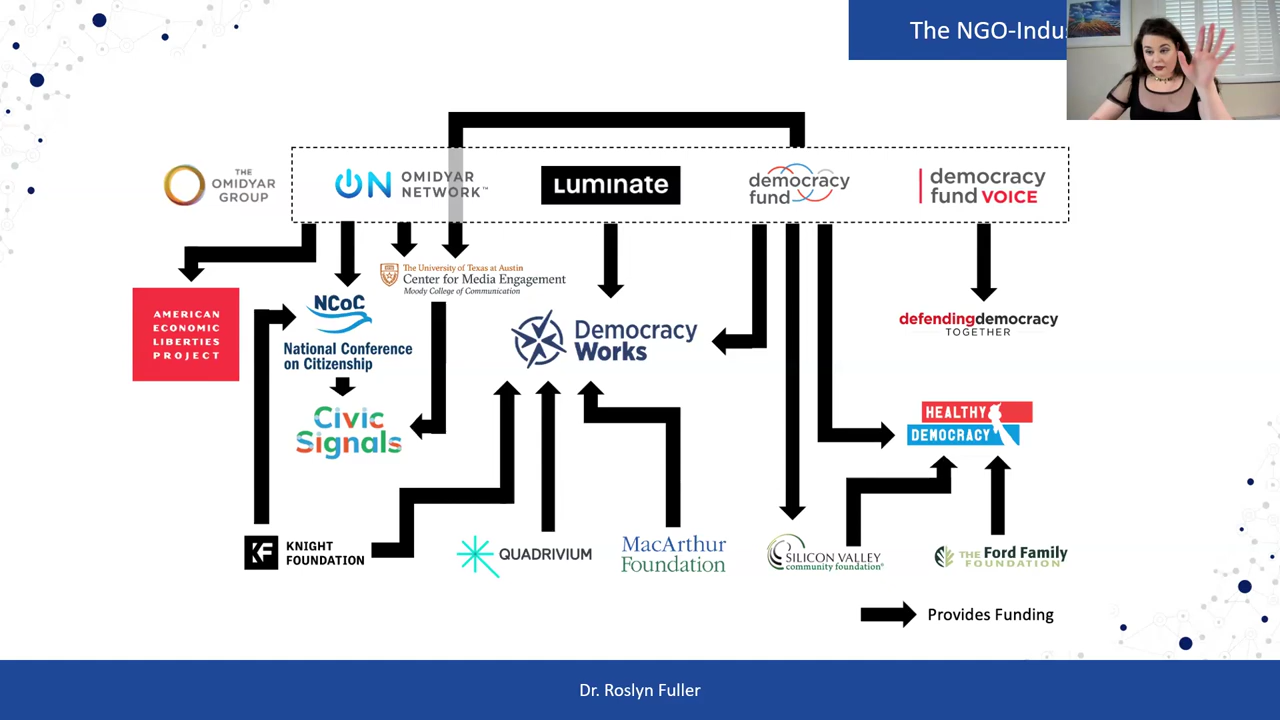 The NGO-Indu
THE
OMIDYAR
GROUP
ON OMIDYAR
NETWORK™
Luminate
democracy
fund
democracy
fund VOICE
The University of Texas at Austin
Center for Media Engagement
Moody College of Communication
AMERICAN
ECONOMIC
LIBERTIES
PROJECT
NCoC
National Conference
on Citizenship
Democracy
Works
defendingdemocracy
TOGETHER
Civic
Signals
HEALTHY
DEMOCRACY
KF KNIGHT
FOUNDATION
QUADRIVIUM
MacArthur
Foundation
SILICON VALLEY
community foundation®
THE Ford Family
FOUNDATION
Provides Funding
Dr. Roslyn Fuller